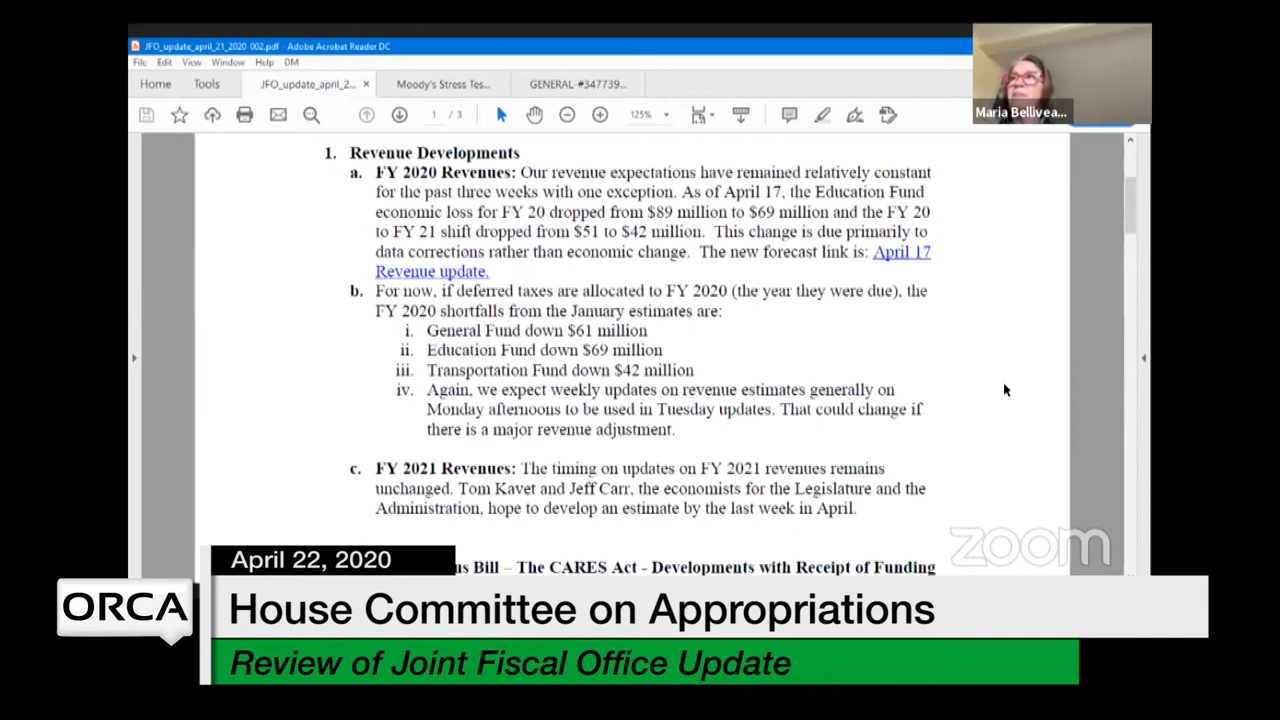 JFO_update_april_21_2020-002.pdf - Adobe Acrobat Reader DC
File Edit View Window Help DM
Home Tools JFO_update_april_2... × Moody's Stress Tes... GENERAL-#347739...
1 / 3 125%
Maria Bellivea...
1. Revenue Developments
a. FY 2020 Revenues: Our revenue expectations have remained relatively constant
for the past three weeks with one exception. As of April 17, the Education Fund
economic loss for FY 20 dropped from $89 million to $69 million and the FY 20
to FY 21 shift dropped from $51 to $42 million. This change is due primarily to
data corrections rather than economic change. The new forecast link is: April 17
Revenue update.
b. For now, if deferred taxes are allocated to FY 2020 (the year they were due), the
FY 2020 shortfalls from the January estimates are:
i. General Fund down $61 million
ii. Education Fund down $69 million
iii. Transportation Fund down $42 million
iv. Again, we expect weekly updates on revenue estimates generally on
Monday afternoons to be used in Tuesday updates. That could change if
there is a major revenue adjustment.
c. FY 2021 Revenues: The timing on updates on FY 2021 revenues remains
unchanged. Tom Kavet and Jeff Carr, the economists for the Legislature and the
Administration, hope to develop an estimate by the last week in April.
zoom
Bill – The CARES Act - Developments with Receipt of Funding
April 22, 2020
ORCA
House Committee on Appropriations
Review of Joint Fiscal Office Update